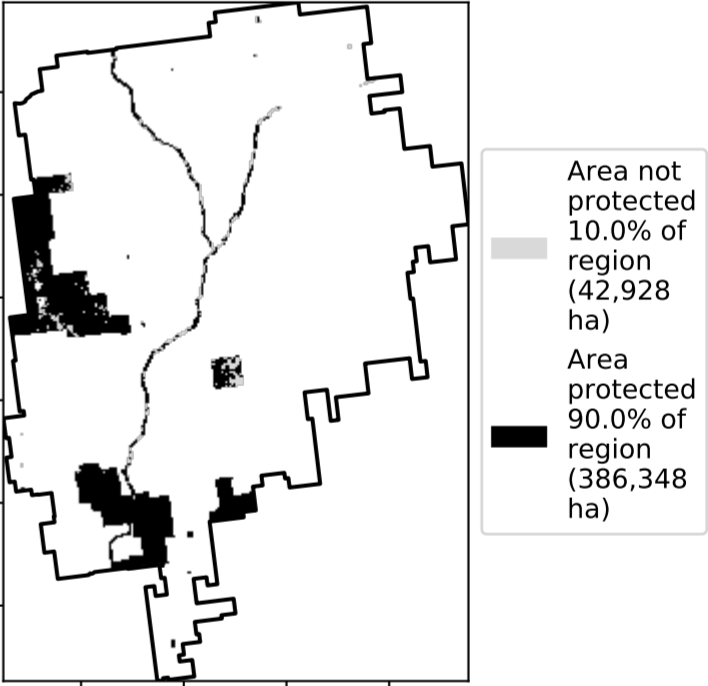 Area not
protected
10.0% of
region
(42,928
ha)
Area
protected
90.0% of
region
(386,348
ha)